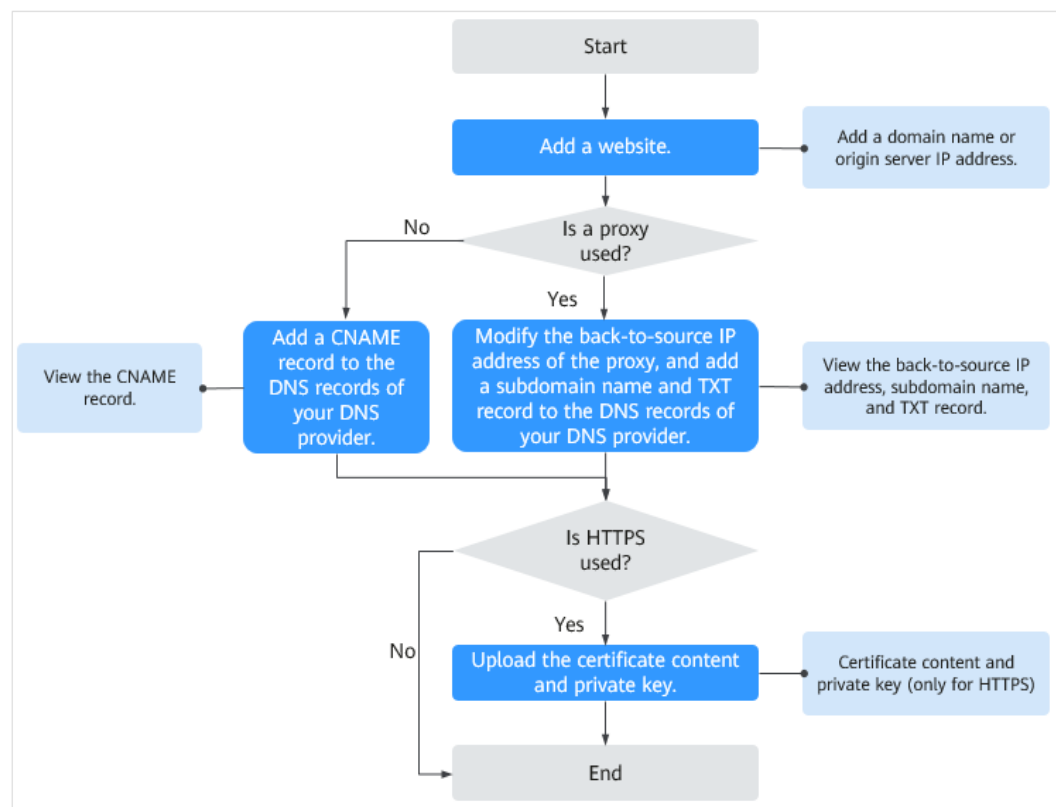 Start
Add a website.
Add a domain name or
origin server IP address.
Is a proxy
used?
No
Yes
Add a CNAME
record to the
DNS records of
your DNS
provider.
View the CNAME
record.
Modify the back-to-source IP
address of the proxy, and add
a subdomain name and TXT
record to the DNS records of
your DNS provider.
View the back-to-source IP
address, subdomain name,
and TXT record.
Is HTTPS
used?
Yes
No
Upload the certificate content
and private key.
Certificate content and
private key (only for HTTPS)
End